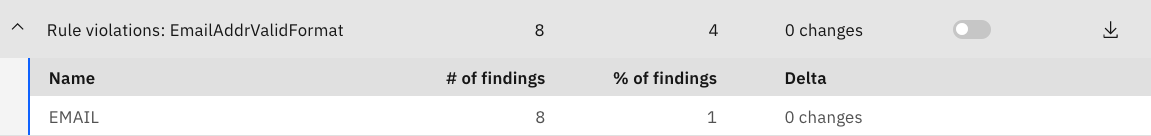 Rule violations: EmailAddrValidFormat 8 4 0 changes
Name # of findings % of findings Delta
EMAIL 8 1 0 changes